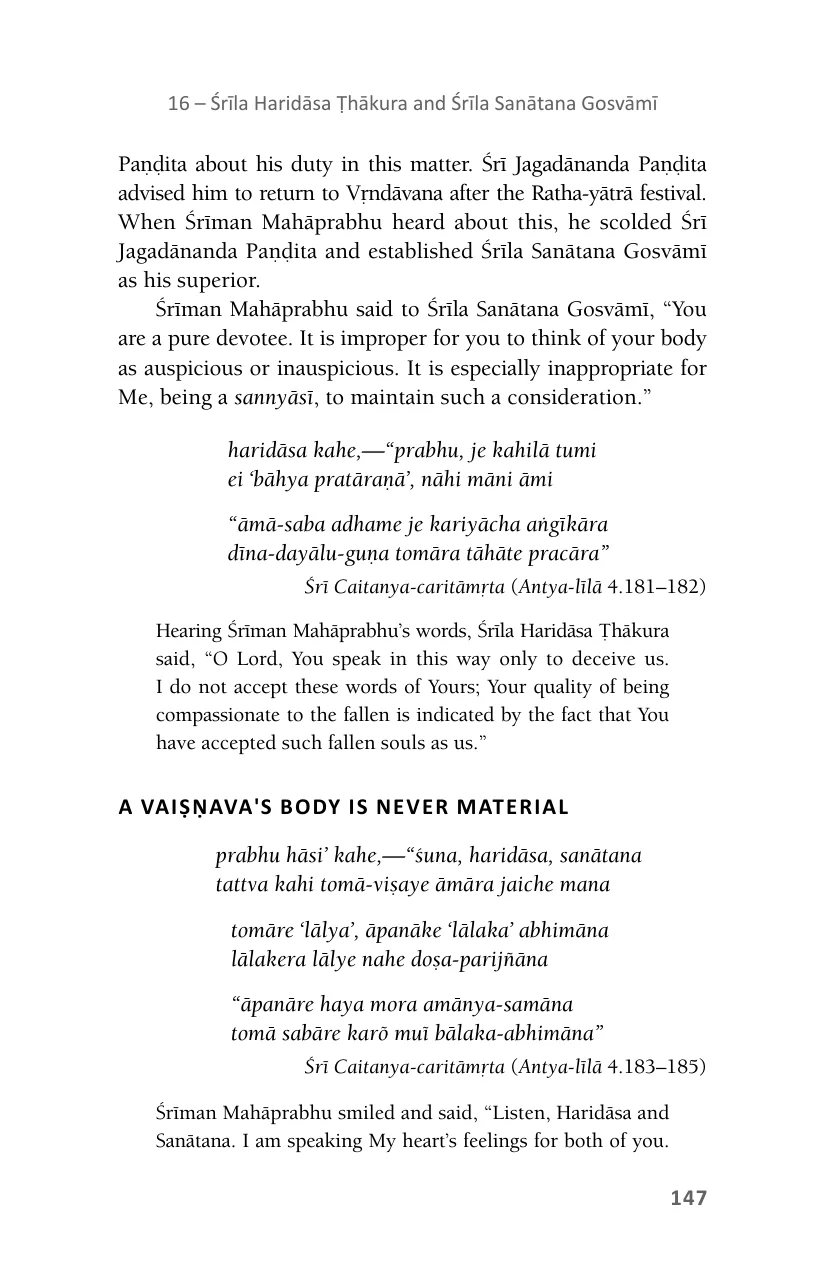 16 – Śrīla Haridāsa Ṭhākura and Śrīla Sanātana Gosvāmī
Paṇḍita about his duty in this matter. Śrī Jagadānanda Paṇḍita
advised him to return to Vṛndāvana after the Ratha-yātrā festival.
When Śrīman Mahāprabhu heard about this, he scolded Śrī
Jagadānanda Paṇḍita and established Śrīla Sanātana Gosvāmī
as his superior.
Śrīman Mahāprabhu said to Śrīla Sanātana Gosvāmī, “You
are a pure devotee. It is improper for you to think of your body
as auspicious or inauspicious. It is especially inappropriate for
Me, being a sannyāsī, to maintain such a consideration.”
haridāsa kahe,—“prabhu, je kahilā tumi
ei ‘bāhya pratāraṇā’, nāhi māni āmi
“āmā-saba adhame je kariyācha aṅgīkāra
dīna-dayālu-guṇa tomāra tāhāte pracāra”
Śrī Caitanya-caritāmṛta (Antya-līlā 4.181–182)
Hearing Śrīman Mahāprabhu’s words, Śrīla Haridāsa Ṭhākura
said, “O Lord, You speak in this way only to deceive us.
I do not accept these words of Yours; Your quality of being
compassionate to the fallen is indicated by the fact that You
have accepted such fallen souls as us.”
A VAIṢṆAVA'S BODY IS NEVER MATERIAL
prabhu hāsi’ kahe,—“śuna, haridāsa, sanātana
tattva kahi tomā-viṣaye āmāra jaiche mana
tomāre ‘lālya’, āpanāke ‘lālaka’ abhimāna
lālakera lālye nahe doṣa-parijñāna
“āpanāre haya mora amānya-samāna
tomā sabāre karõ muĩ bālaka-abhimāna”
Śrī Caitanya-caritāmṛta (Antya-līlā 4.183–185)
Śrīman Mahāprabhu smiled and said, “Listen, Haridāsa and
Sanātana. I am speaking My heart’s feelings for both of you.
147